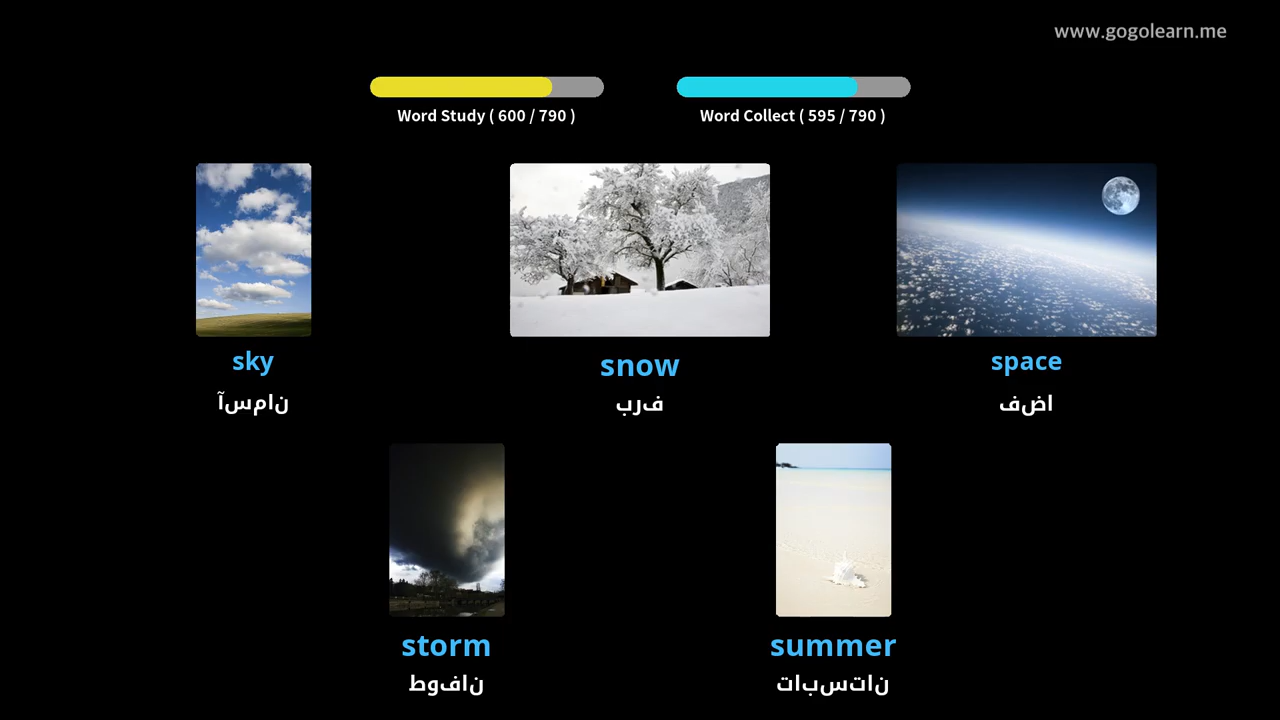 www.gogolearn.me
Word Study ( 600 / 790 )
Word Collect ( 595 / 790 )
sky
نامسآ
snow
فرب
space
اضف
storm
نافوط
summer
ناتسبات